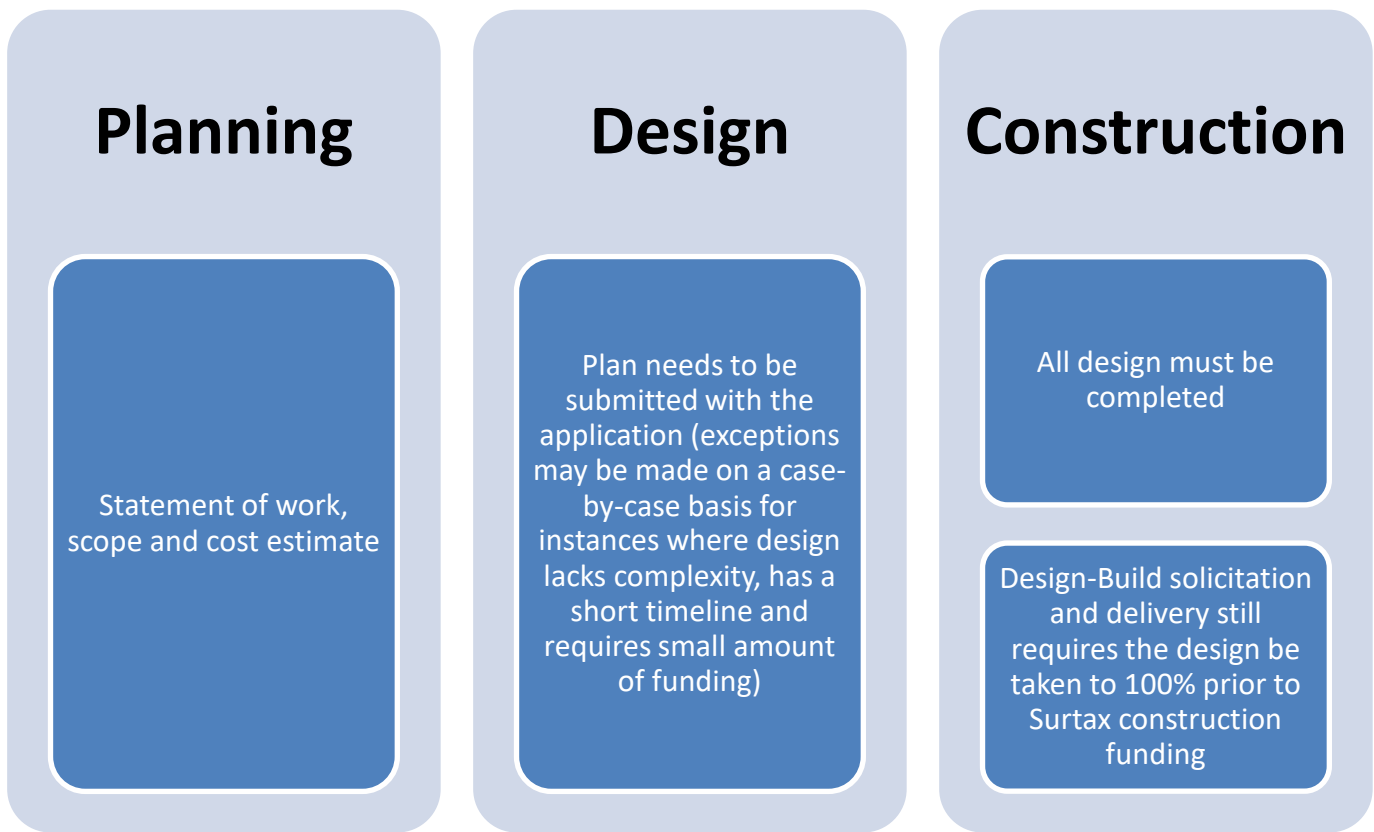 Planning
Statement of work,
scope and cost estimate
Design
Plan needs to be
submitted with the
application (exceptions
may be made on a case-
by-case basis for
instances where design
lacks complexity, has a
short timeline and
requires small amount
of funding)
Construction
All design must be
completed
Design-Build solicitation
and delivery still
requires the design be
taken to 100% prior to
Surtax construction
funding